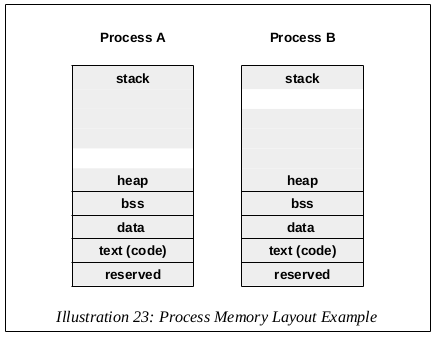 Process A
Process B
stack
stack
heap
heap
bss
bss
data
data
text (code)
text (code)
reserved
reserved
Illustration 23: Process Memory Layout Example